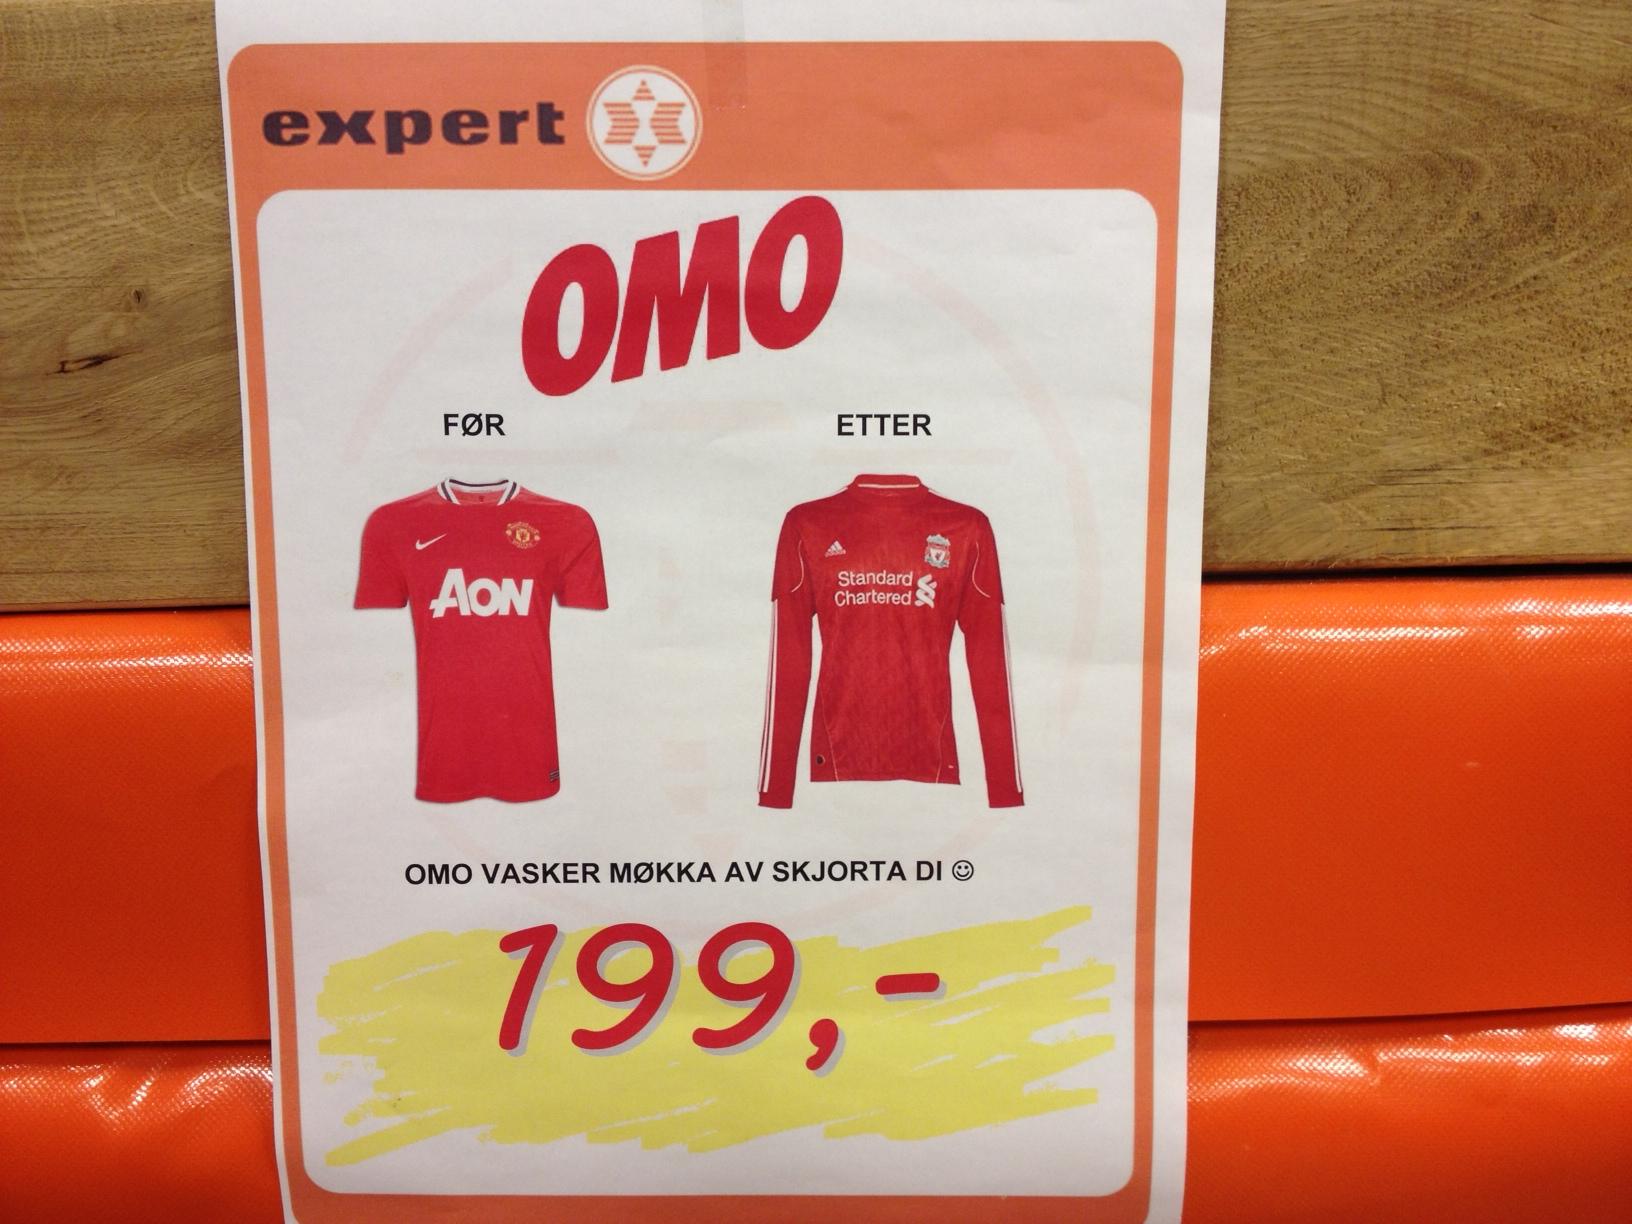 expert
OMO
FØR
ETTER
AON
Standard
Chartered
OMO VASKER MØKKA AV SKJORTA DI ☺
199,-